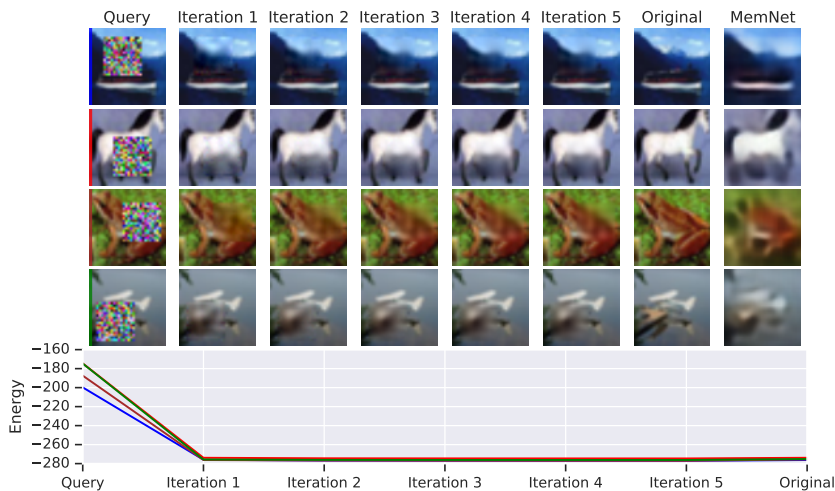 Query Iteration 1 Iteration 2 Iteration 3 Iteration 4 Iteration 5 Original MemNet
−160
−180
−200
−220
−240
−260
−280
Energy
Query Iteration 1 Iteration 2 Iteration 3 Iteration 4 Iteration 5 Original